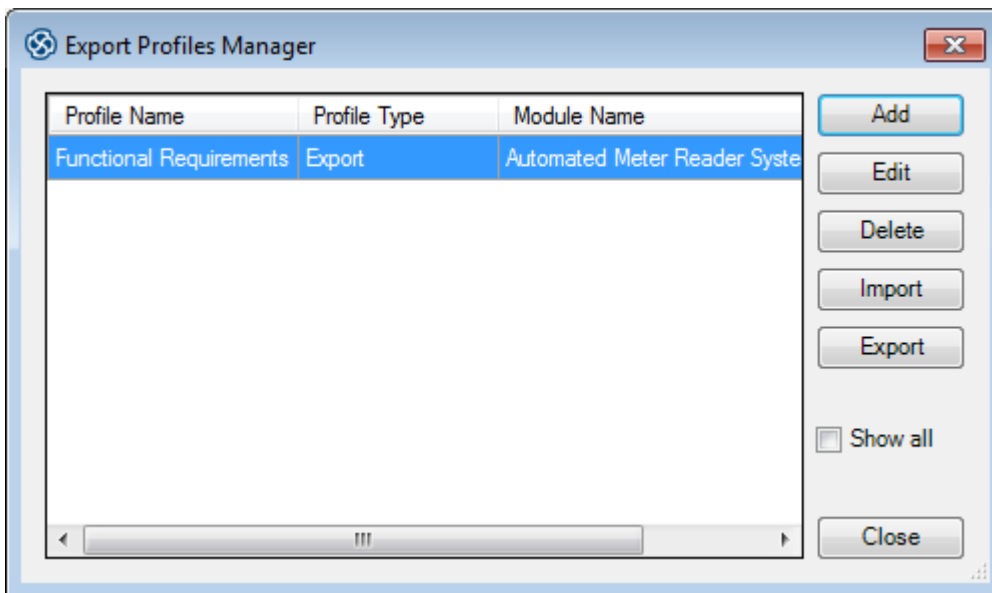 Export Profiles Manager
Profile Name Profile Type Module Name
Functional Requirements Export Automated Meter Reader Syste
Add
Edit
Delete
Import
Export
Show all
Close